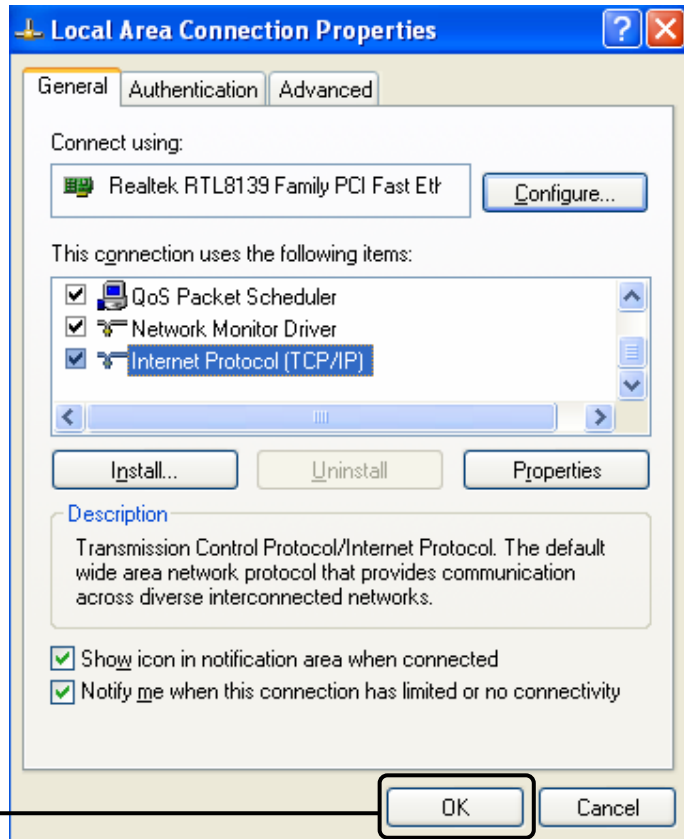 Local Area Connection Properties
General Authentication Advanced
Connect using:
Realtek RTL8139 Family PCI Fast Eth
Configure...
This connection uses the following items:
QoS Packet Scheduler
Network Monitor Driver
Internet Protocol (TCP/IP)
Install... Uninstall Properties
Description
Transmission Control Protocol/Internet Protocol. The default
wide area network protocol that provides communication
across diverse interconnected networks.
Show icon in notification area when connected
Notify me when this connection has limited or no connectivity
OK Cancel